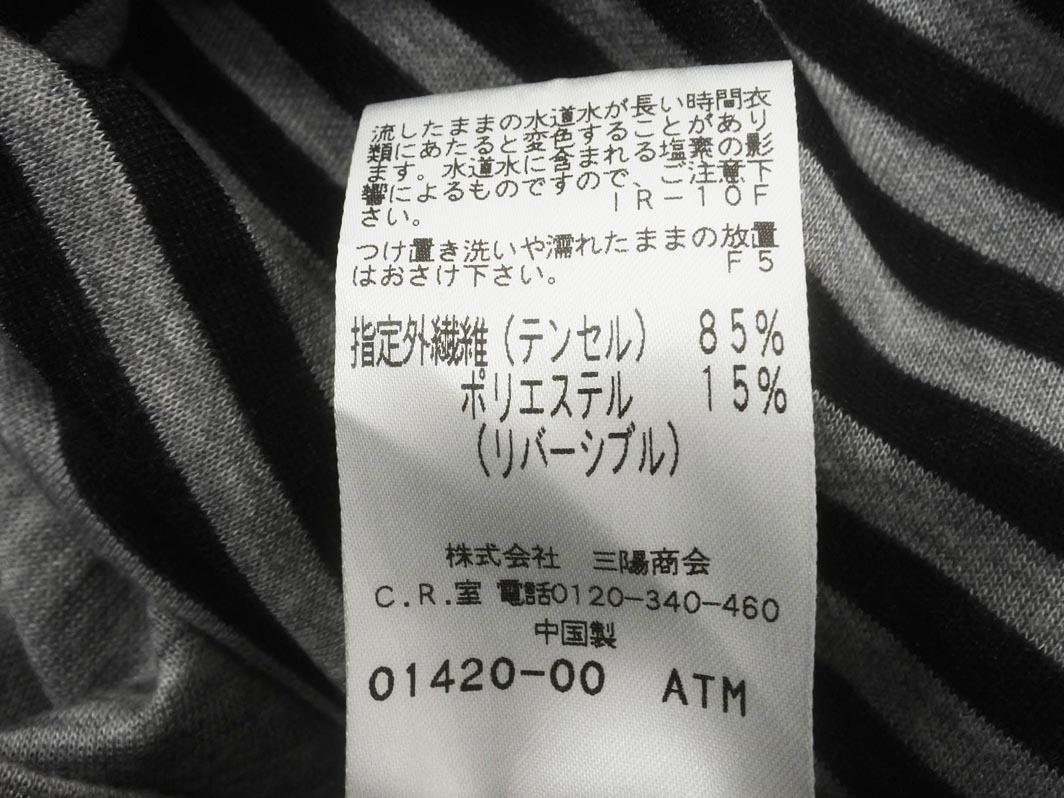 流したままの水道水が長い時間衣
類にあたると変色することがあり
ます。水道水に含まれる塩素の影
響によるものですので、ご注意下
さい。 IR-10F
つけ置き洗いや濡れたままの放置
はおさけ下さい。 F5
指定外繊維(テンセル) 85%
ポリエステル 15%
(リバーシブル)
株式会社 三陽商会
C.R.室 電話0120-340-460
中国製
01420-00 ATM